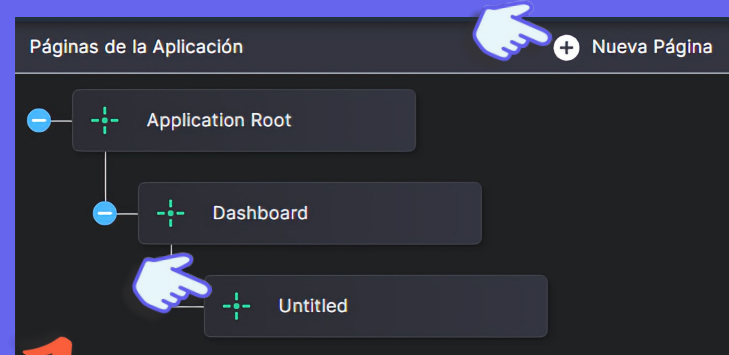 Páginas de la Aplicación
Nueva Página
Application Root
Dashboard
Untitled